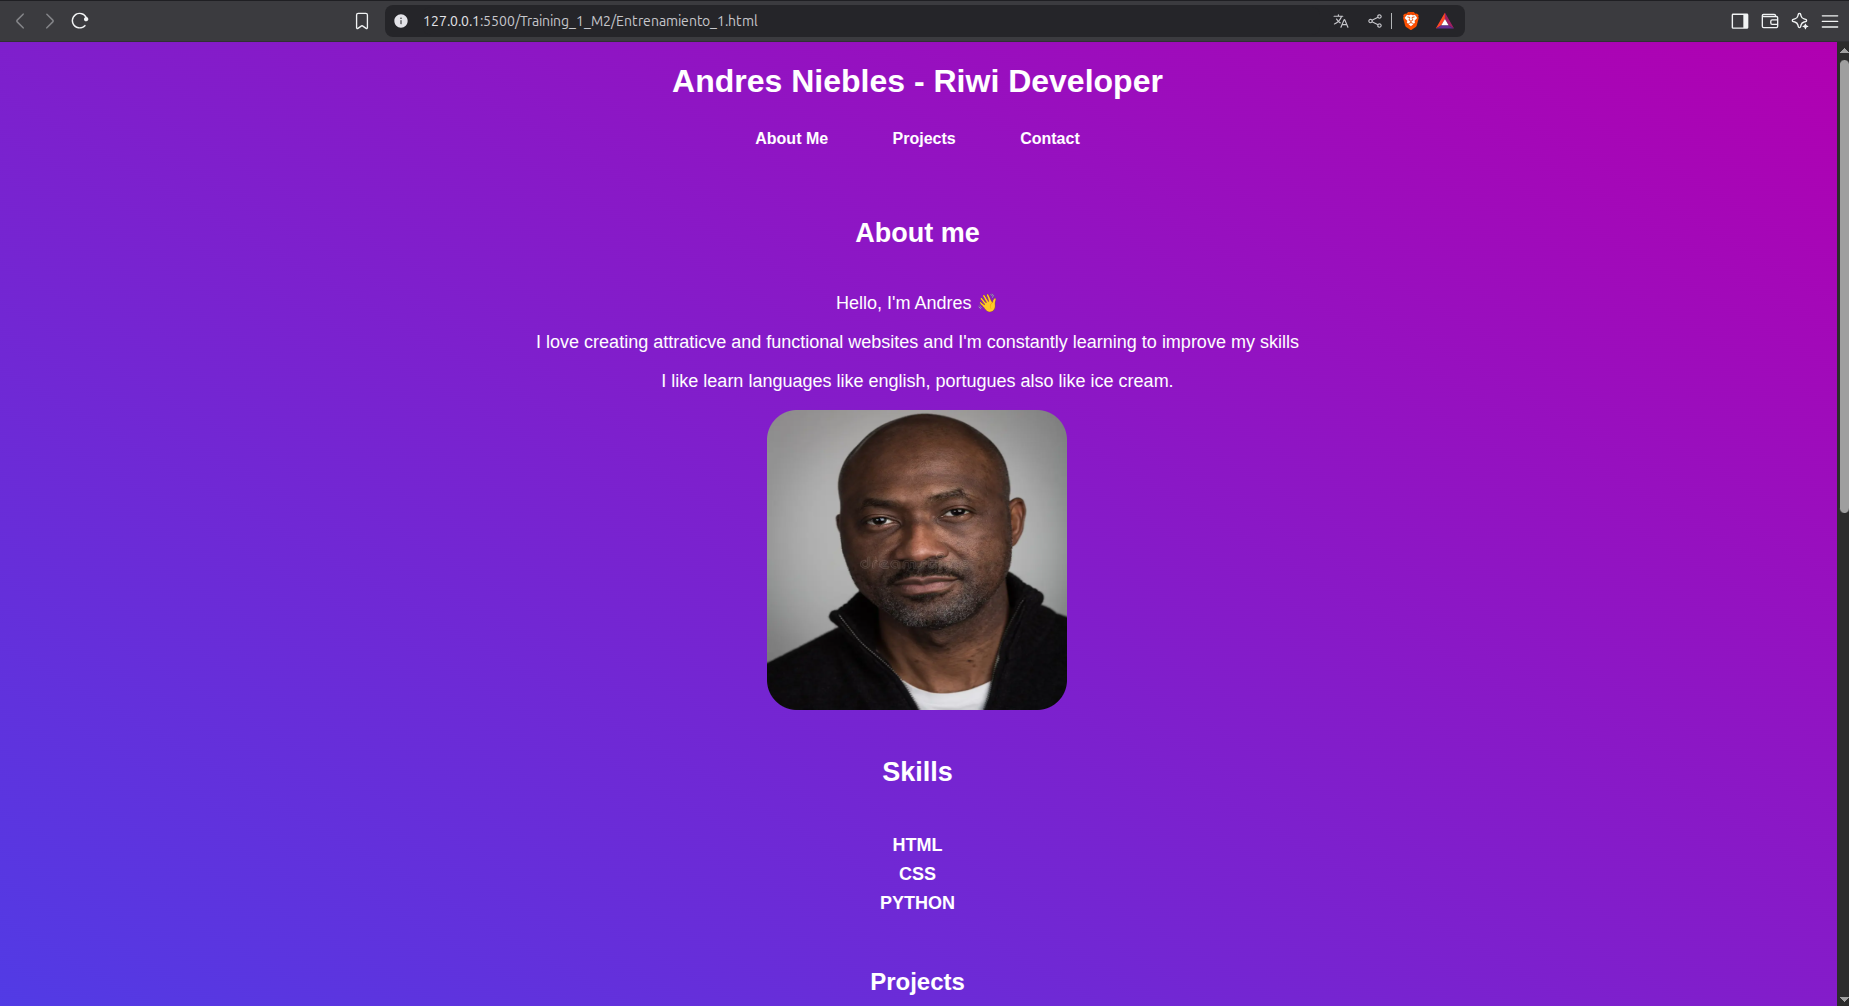 127.0.0.1:5500/Training_1_M2/Entrenamiento_1.html
Andres Niebles - Riwi Developer
About Me Projects Contact
About me
Hello, I'm Andres 👋
I love creating attraticve and functional websites and I'm constantly learning to improve my skills
I like learn languages like english, portugues also like ice cream.
Skills
HTML
CSS
PYTHON
Projects